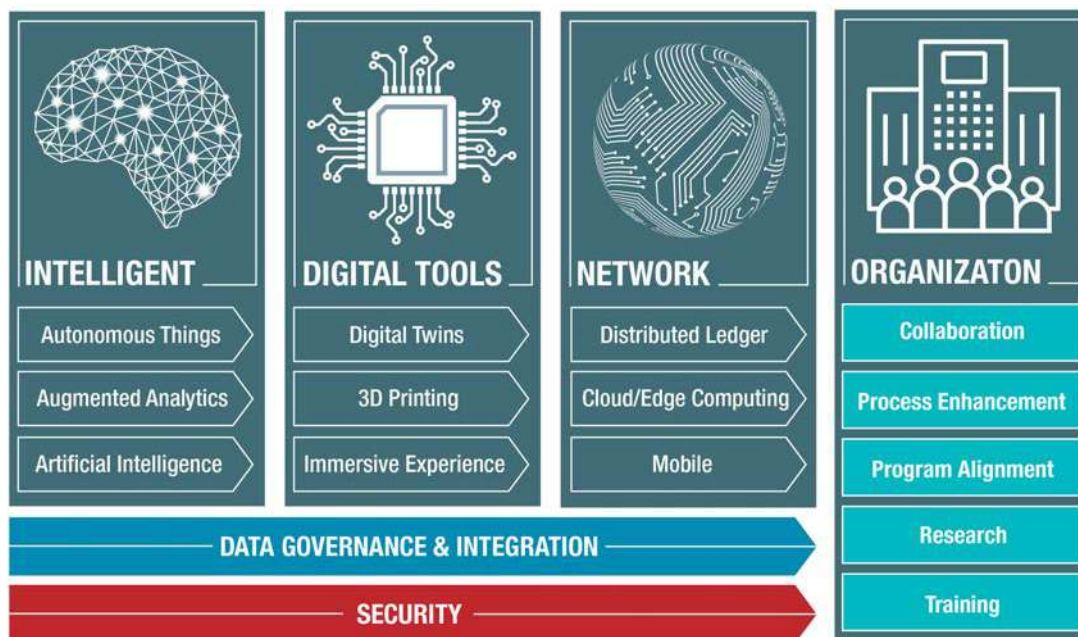 INTELLIGENT
Autonomous Things
Augmented Analytics
Artificial Intelligence
DIGITAL TOOLS
Digital Twins
3D Printing
Immersive Experience
NETWORK
Distributed Ledger
Cloud/Edge Computing
Mobile
ORGANIZATON
Collaboration
Process Enhancement
Program Alignment
Research
Training
DATA GOVERNANCE & INTEGRATION
SECURITY